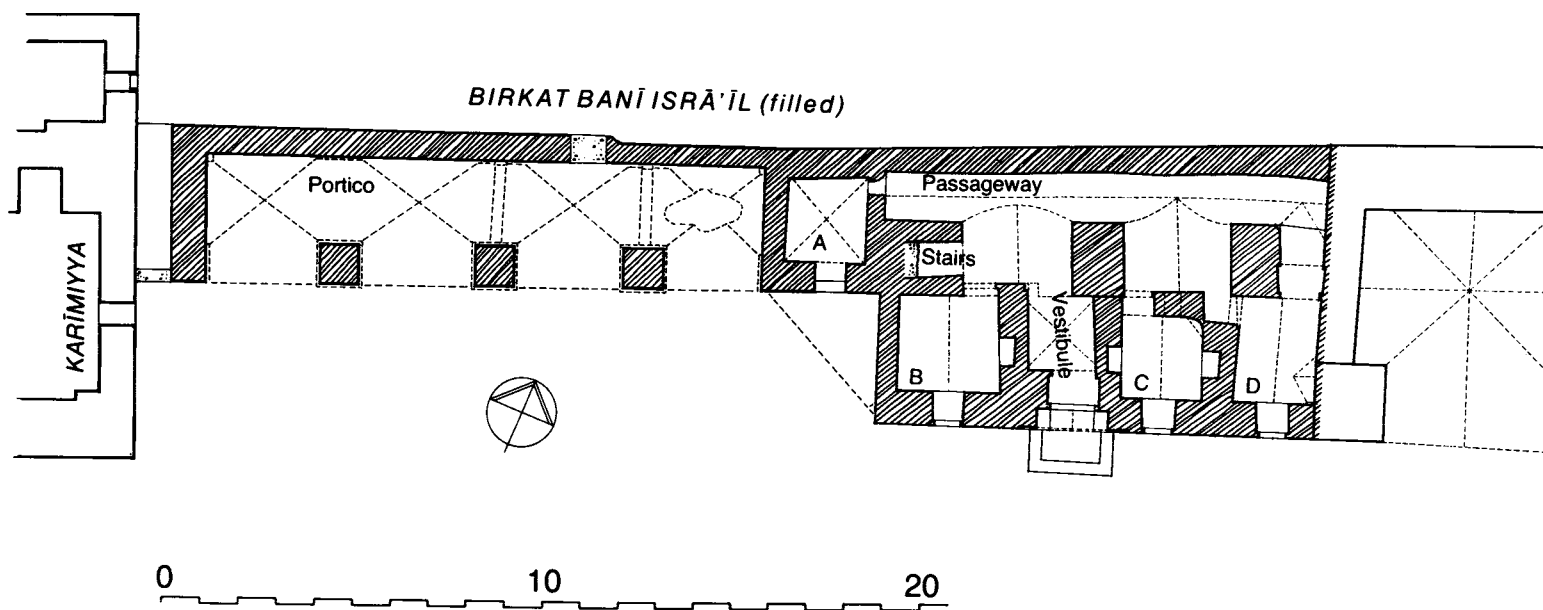 BIRKAT BANĪ ISRĀ'ĪL (filled)
Portico
Passageway
A
Stairs
KARĪMIYYA
Vestibule
B
C
D
0 10 20